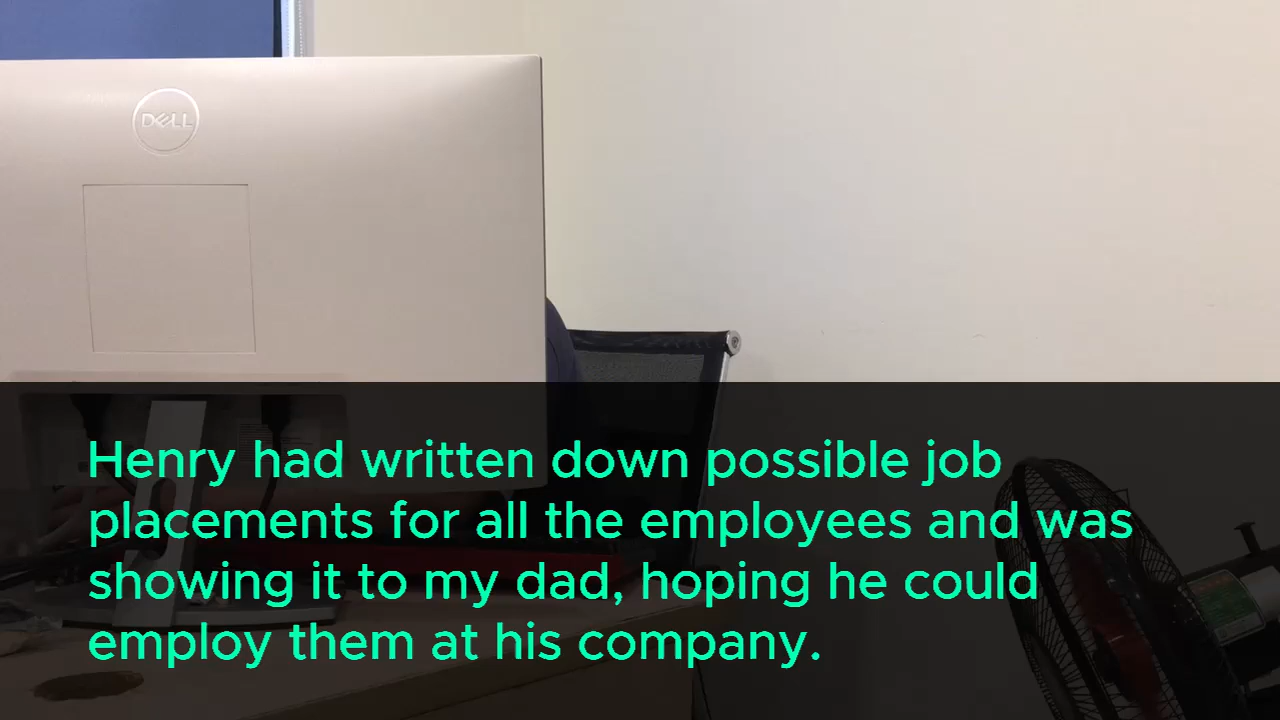 DELL
Henry had written down possible job
placements for all the employees and was
showing it to my dad, hoping he could
employ them at his company.